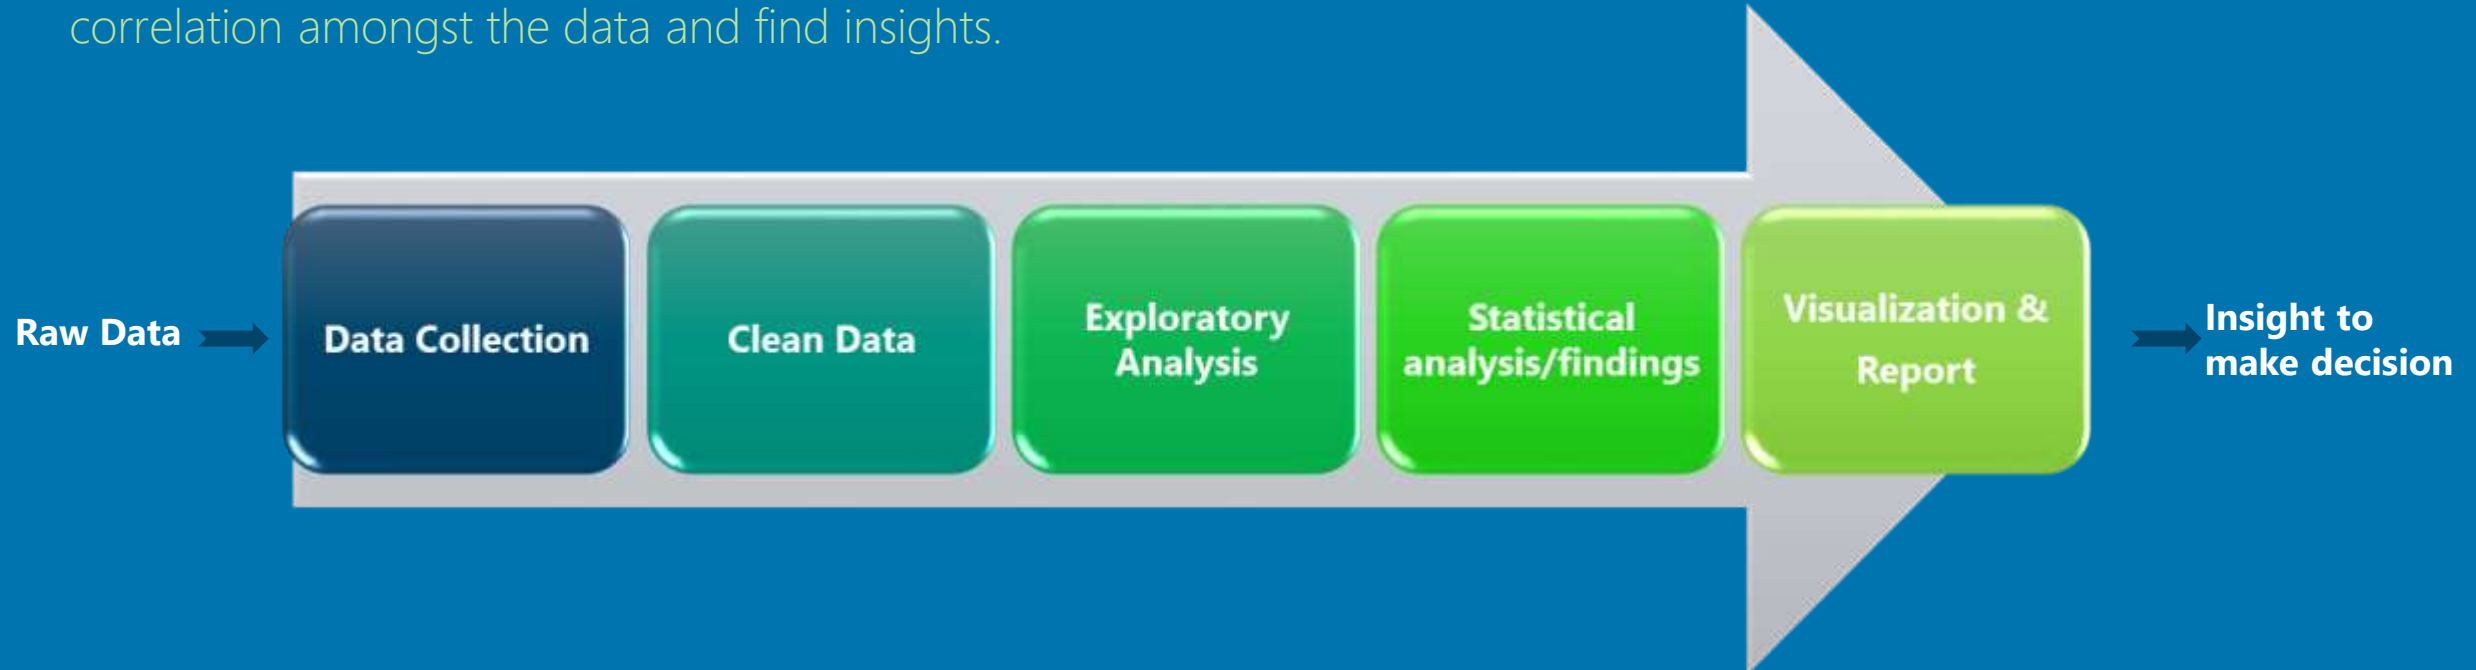 correlation amongst the data and find insights.
Raw Data
Data Collection
Clean Data
Exploratory
Analysis
Statistical
analysis/findings
Visualization &
Report
Insight to
make decision